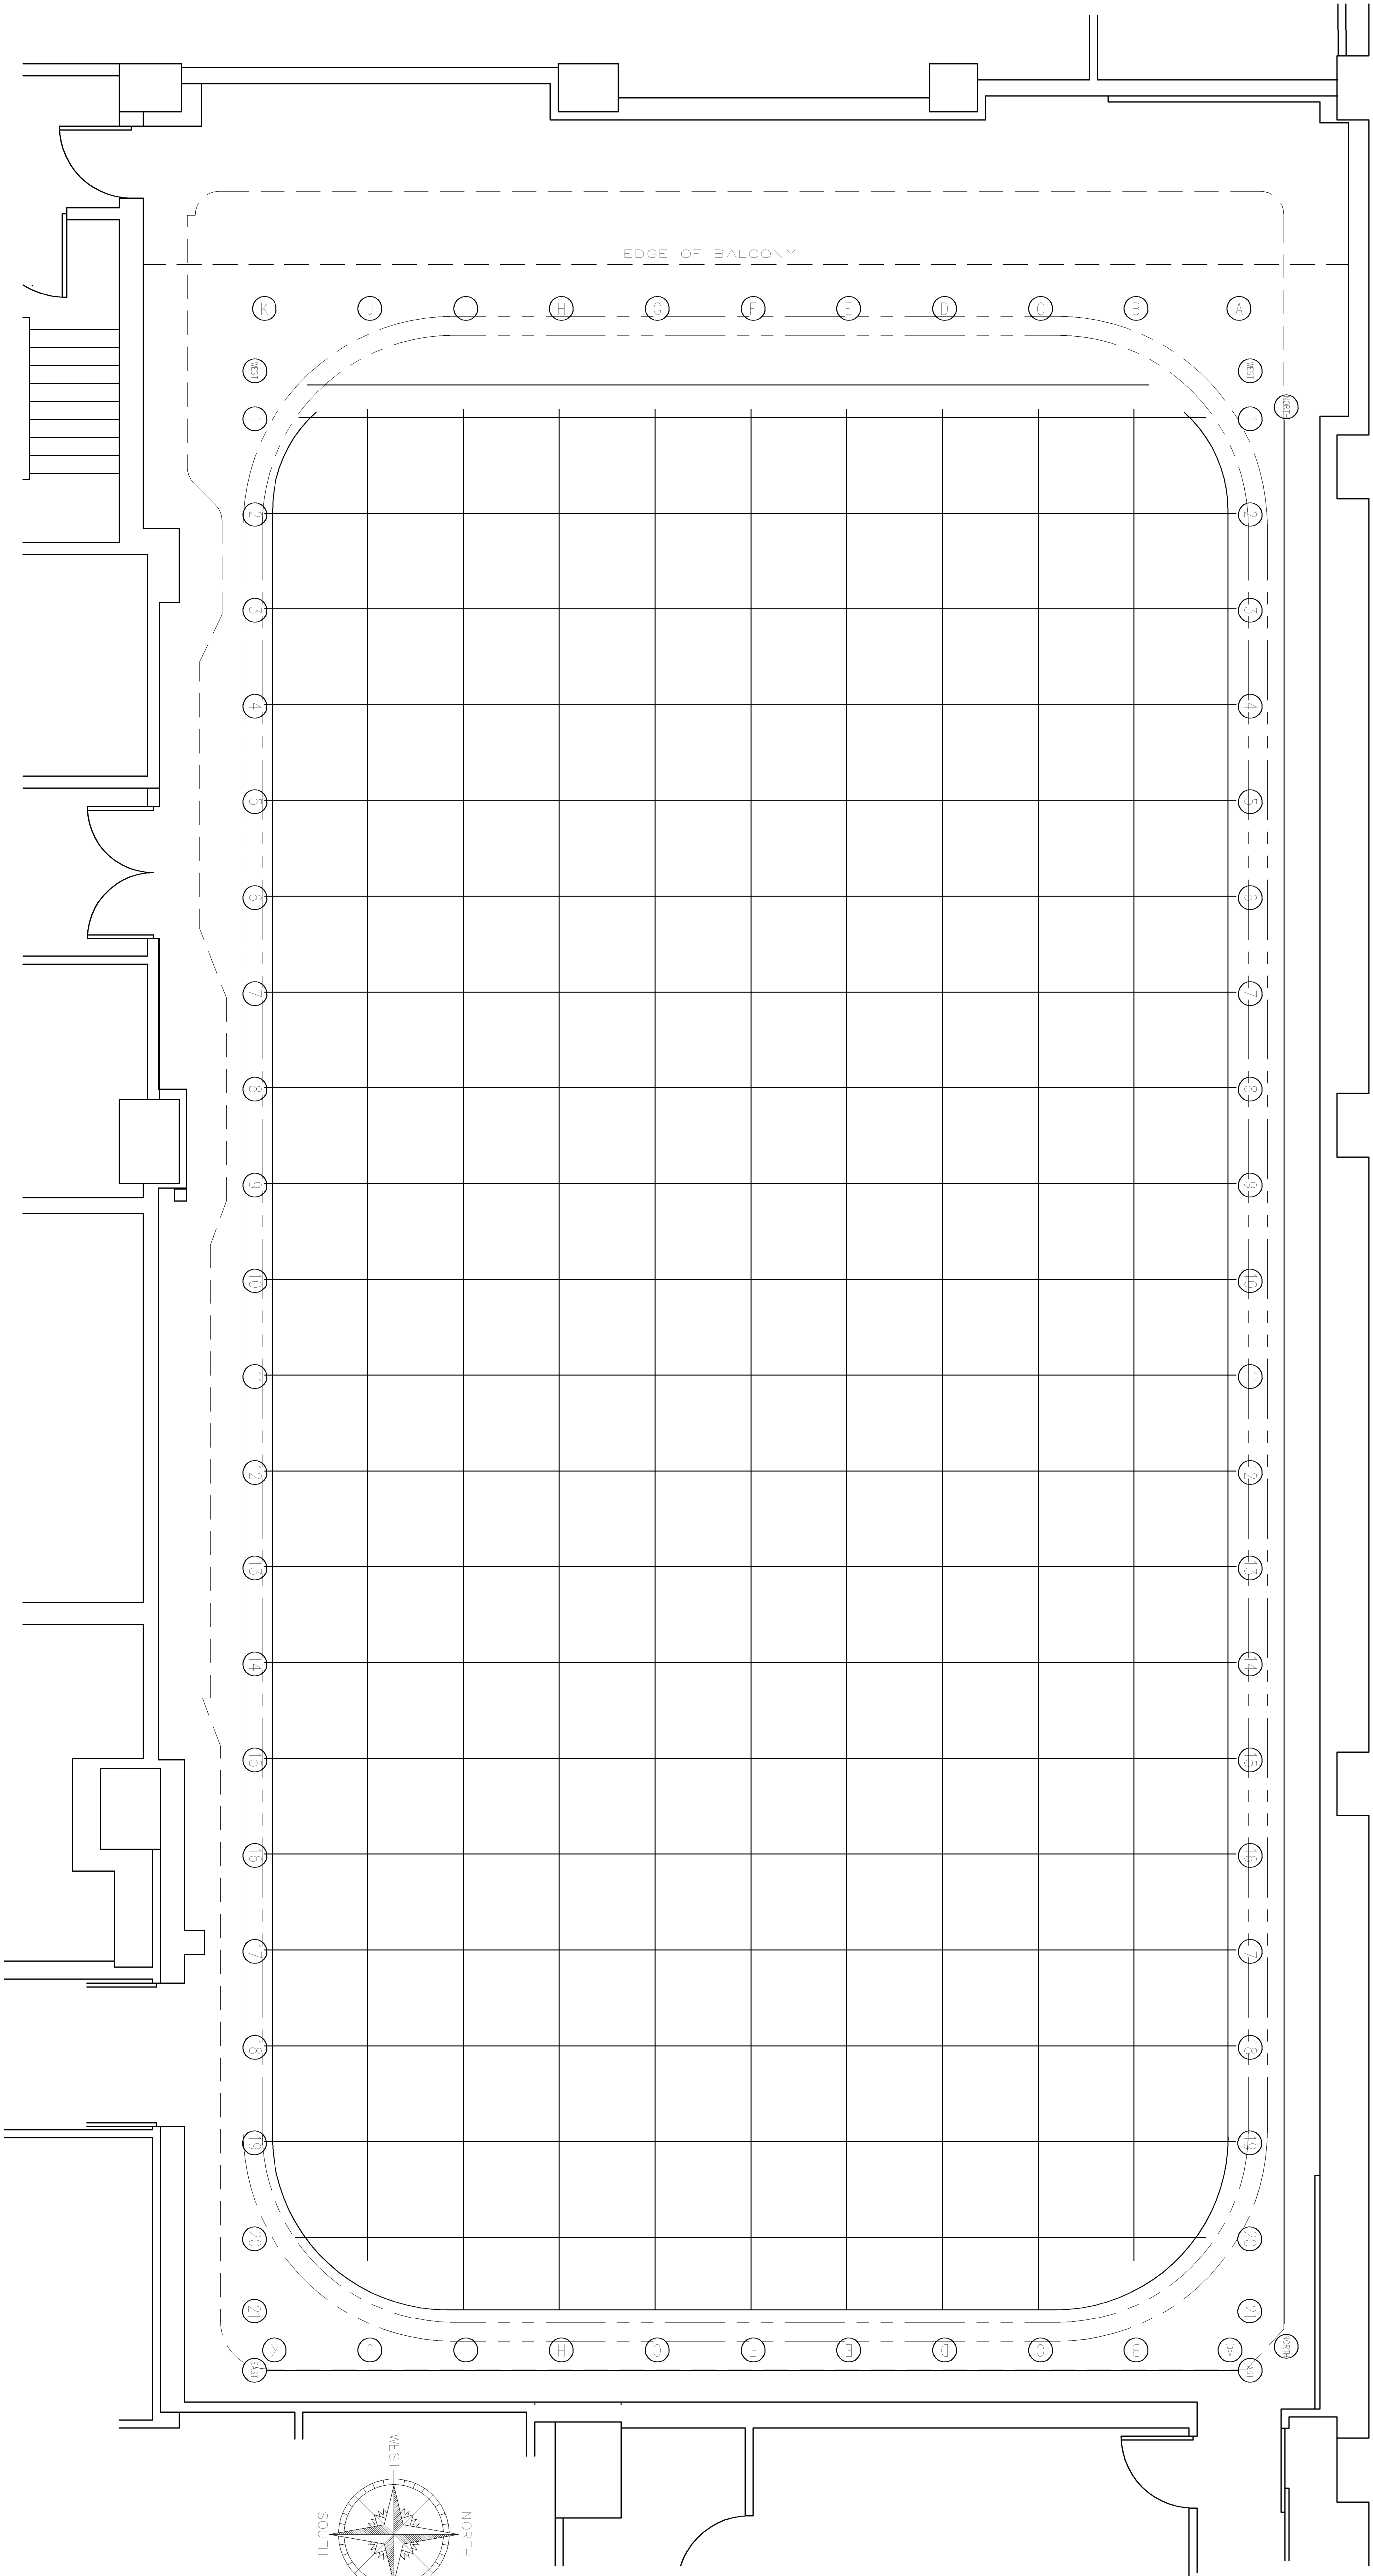 EDGE OF BALCONY
K J I H G F E D C B A
WEST WEST
NORTH
1 1
2 2
3 3
4 4
5 5
6 6
7 7
8 8
9 9
10 10
11 11
12 12
13 13
14 14
15 15
16 16
17 17
18 18
19 19
20 20
21 21
K J I H G F E D C B A
NORTH
EAST EAST
WEST
SOUTH NORTH